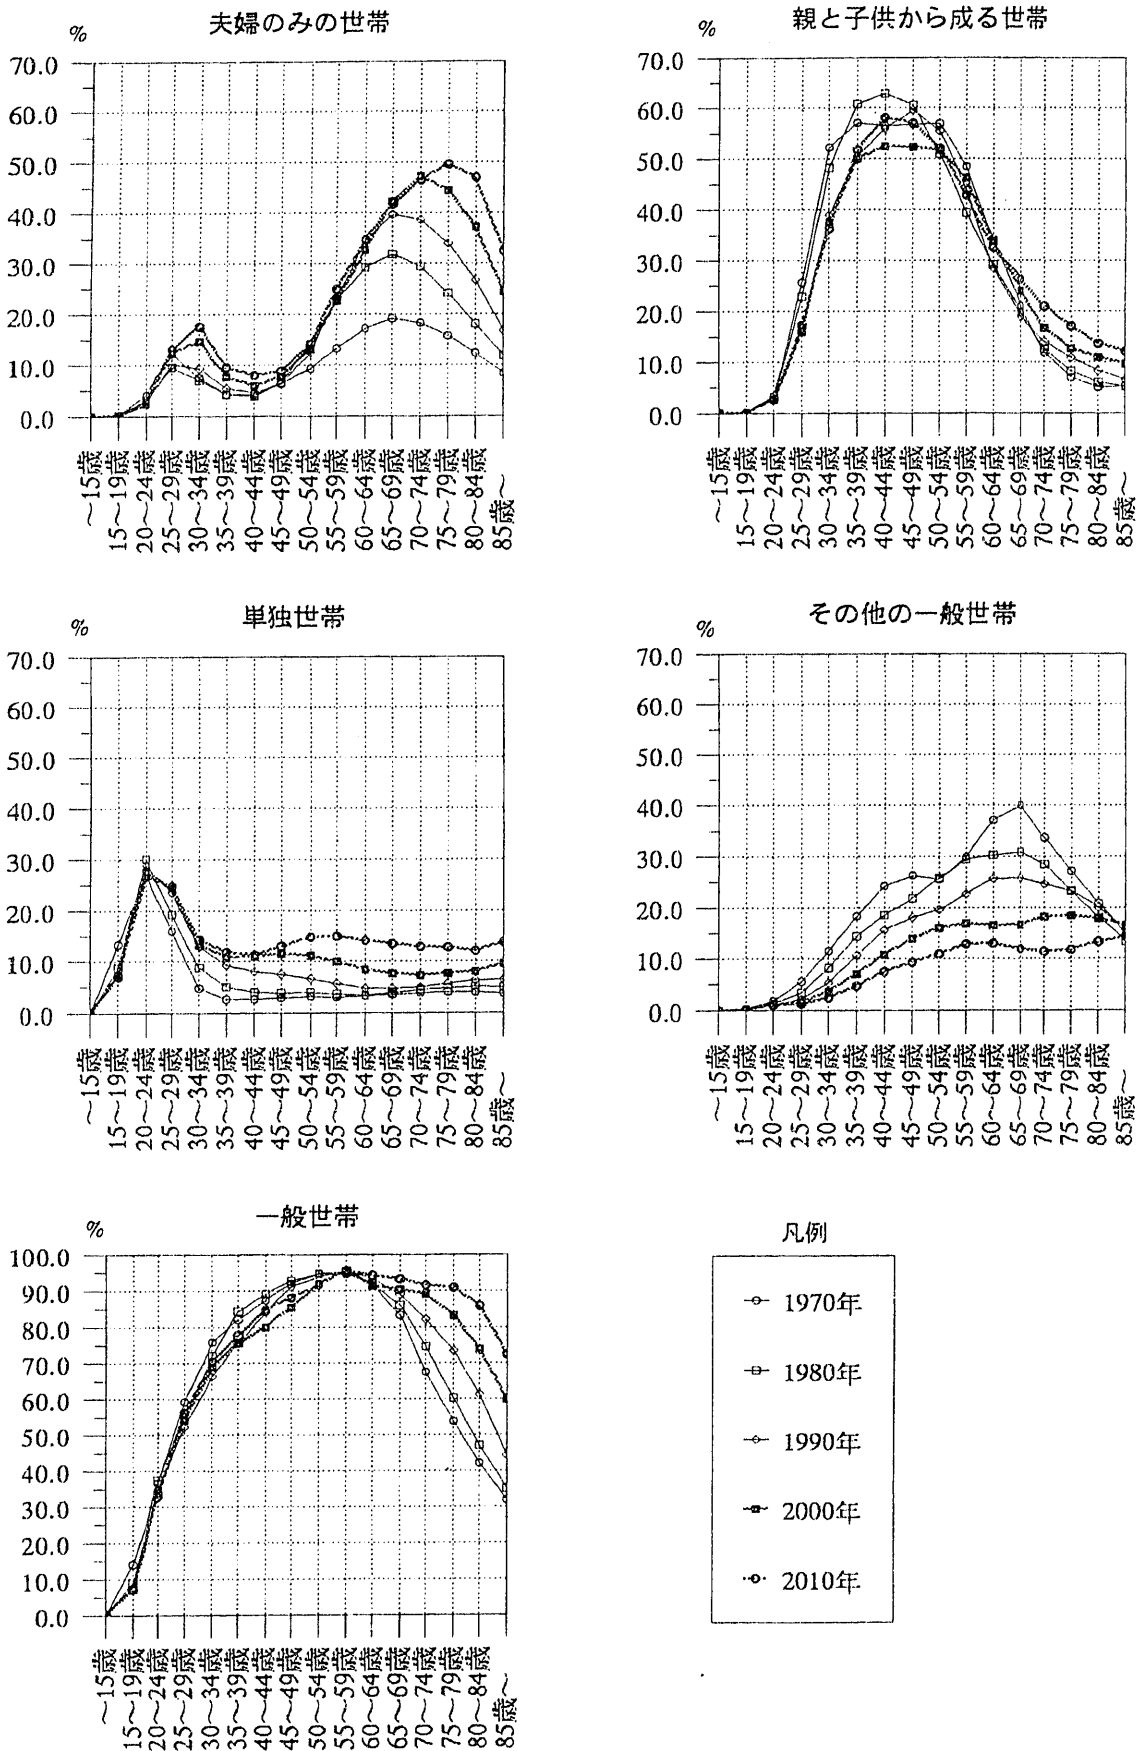 夫婦のみの世帯
%
70.0
60.0
50.0
40.0
30.0
20.0
10.0
0.0
～15歳
15～19歳
20～24歳
25～29歳
30～34歳
35～39歳
40～44歳
45～49歳
50～54歳
55～59歳
60～64歳
65～69歳
70～74歳
75～79歳
80～84歳
85歳～
親と子供から成る世帯
%
70.0
60.0
50.0
40.0
30.0
20.0
10.0
0.0
～15歳
15～19歳
20～24歳
25～29歳
30～34歳
35～39歳
40～44歳
45～49歳
50～54歳
55～59歳
60～64歳
65～69歳
70～74歳
75～79歳
80～84歳
85歳～
単独世帯
%
70.0
60.0
50.0
40.0
30.0
20.0
10.0
0.0
～15歳
15～19歳
20～24歳
25～29歳
30～34歳
35～39歳
40～44歳
45～49歳
50～54歳
55～59歳
60～64歳
65～69歳
70～74歳
75～79歳
80～84歳
85歳～
その他の一般世帯
%
70.0
60.0
50.0
40.0
30.0
20.0
10.0
0.0
～15歳
15～19歳
20～24歳
25～29歳
30～34歳
35～39歳
40～44歳
45～49歳
50～54歳
55～59歳
60～64歳
65～69歳
70～74歳
75～79歳
80～84歳
85歳～
一般世帯
%
100.0
90.0
80.0
70.0
60.0
50.0
40.0
30.0
20.0
10.0
0.0
～15歳
15～19歳
20～24歳
25～29歳
30～34歳
35～39歳
40～44歳
45～49歳
50～54歳
55～59歳
60～64歳
65～69歳
70～74歳
75～79歳
80～84歳
85歳～
凡例
1970年
1980年
1990年
2000年
2010年